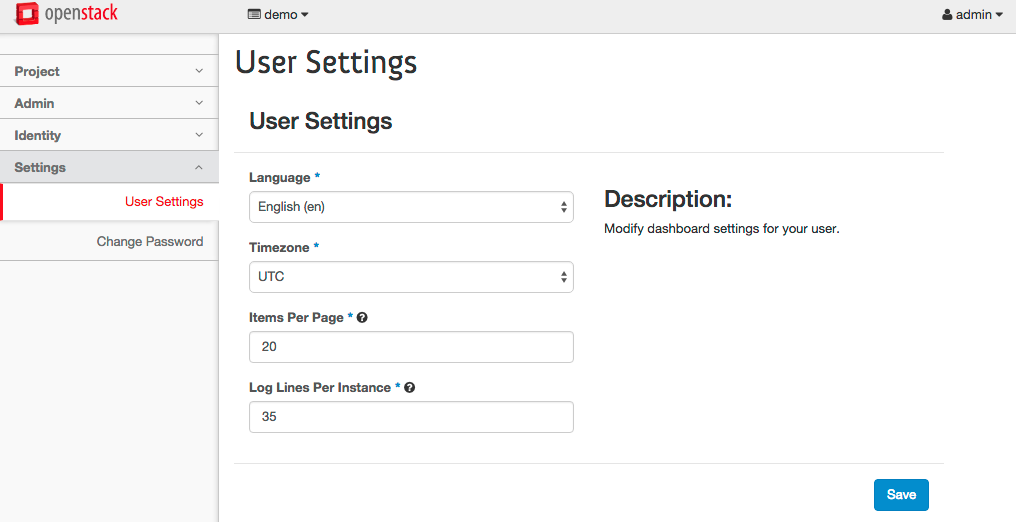 openstack
demo
admin
Project
Admin
Identity
Settings
User Settings
Change Password
User Settings
User Settings
Language *
English (en)
Timezone *
UTC
Items Per Page *
20
Log Lines Per Instance *
35
Description:
Modify dashboard settings for your user.
Save